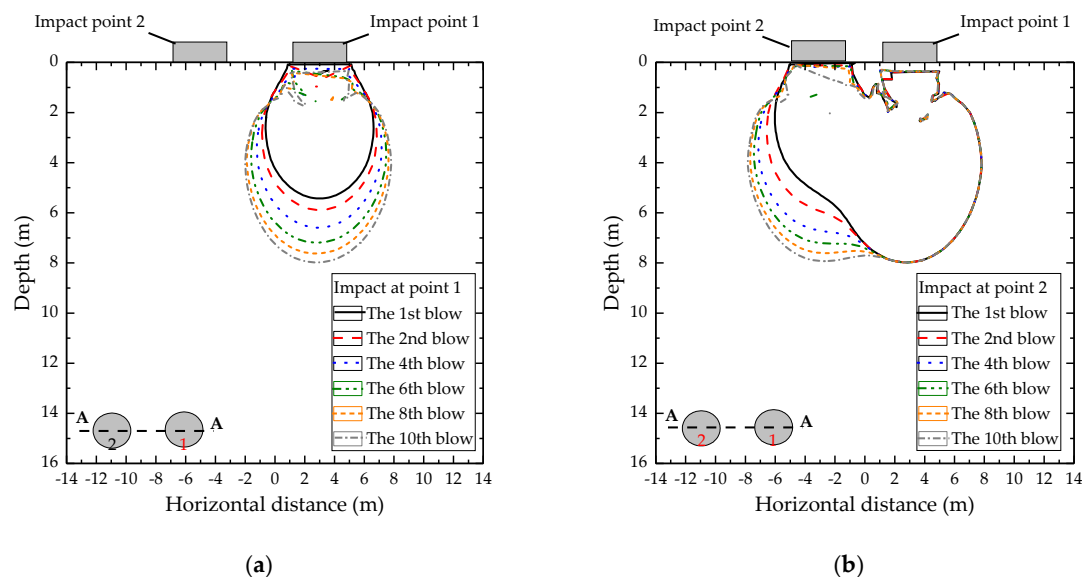 Impact point 2
Impact point 1
0
2
4
6
8
10
12
14
16
Depth (m)
Impact at point 1
The 1st blow
The 2nd blow
The 4th blow
The 6th blow
The 8th blow
The 10th blow
A
A
2
1
-14 -12 -10 -8 -6 -4 -2 0 2 4 6 8 10 12 14
Horizontal distance (m)
(a)
Impact point 2
Impact point 1
0
2
4
6
8
10
12
14
16
Depth (m)
Impact at point 2
The 1st blow
The 2nd blow
The 4th blow
The 6th blow
The 8th blow
The 10th blow
A
A
2
1
-14 -12 -10 -8 -6 -4 -2 0 2 4 6 8 10 12 14
Horizontal distance (m)
(b)